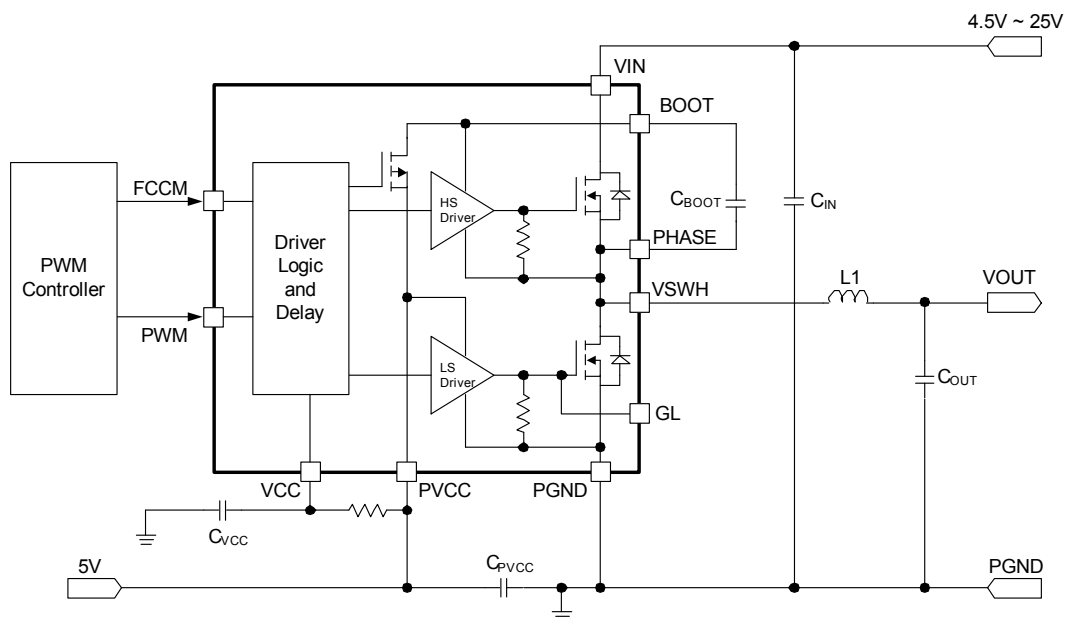 4.5V ~ 25V
VIN
BOOT
FCCM
HS
Driver
CBOOT
CIN
PWM
Controller
Driver
Logic
and
Delay
PHASE
L1
VOUT
VSWH
PWM
LS
Driver
COUT
GL
VCC
PVCC
PGND
CVCC
5V
CPVCC
PGND